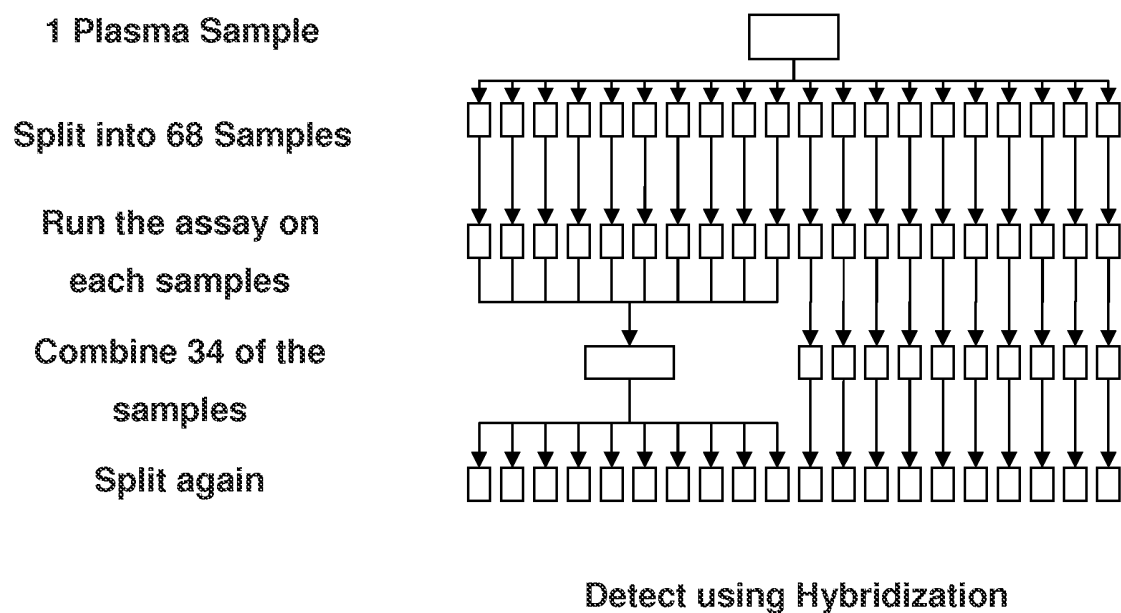 1 Plasma Sample
Split into 68 Samples
Run the assay on
each samples
Combine 34 of the
samples
Split again
Detect using Hybridization